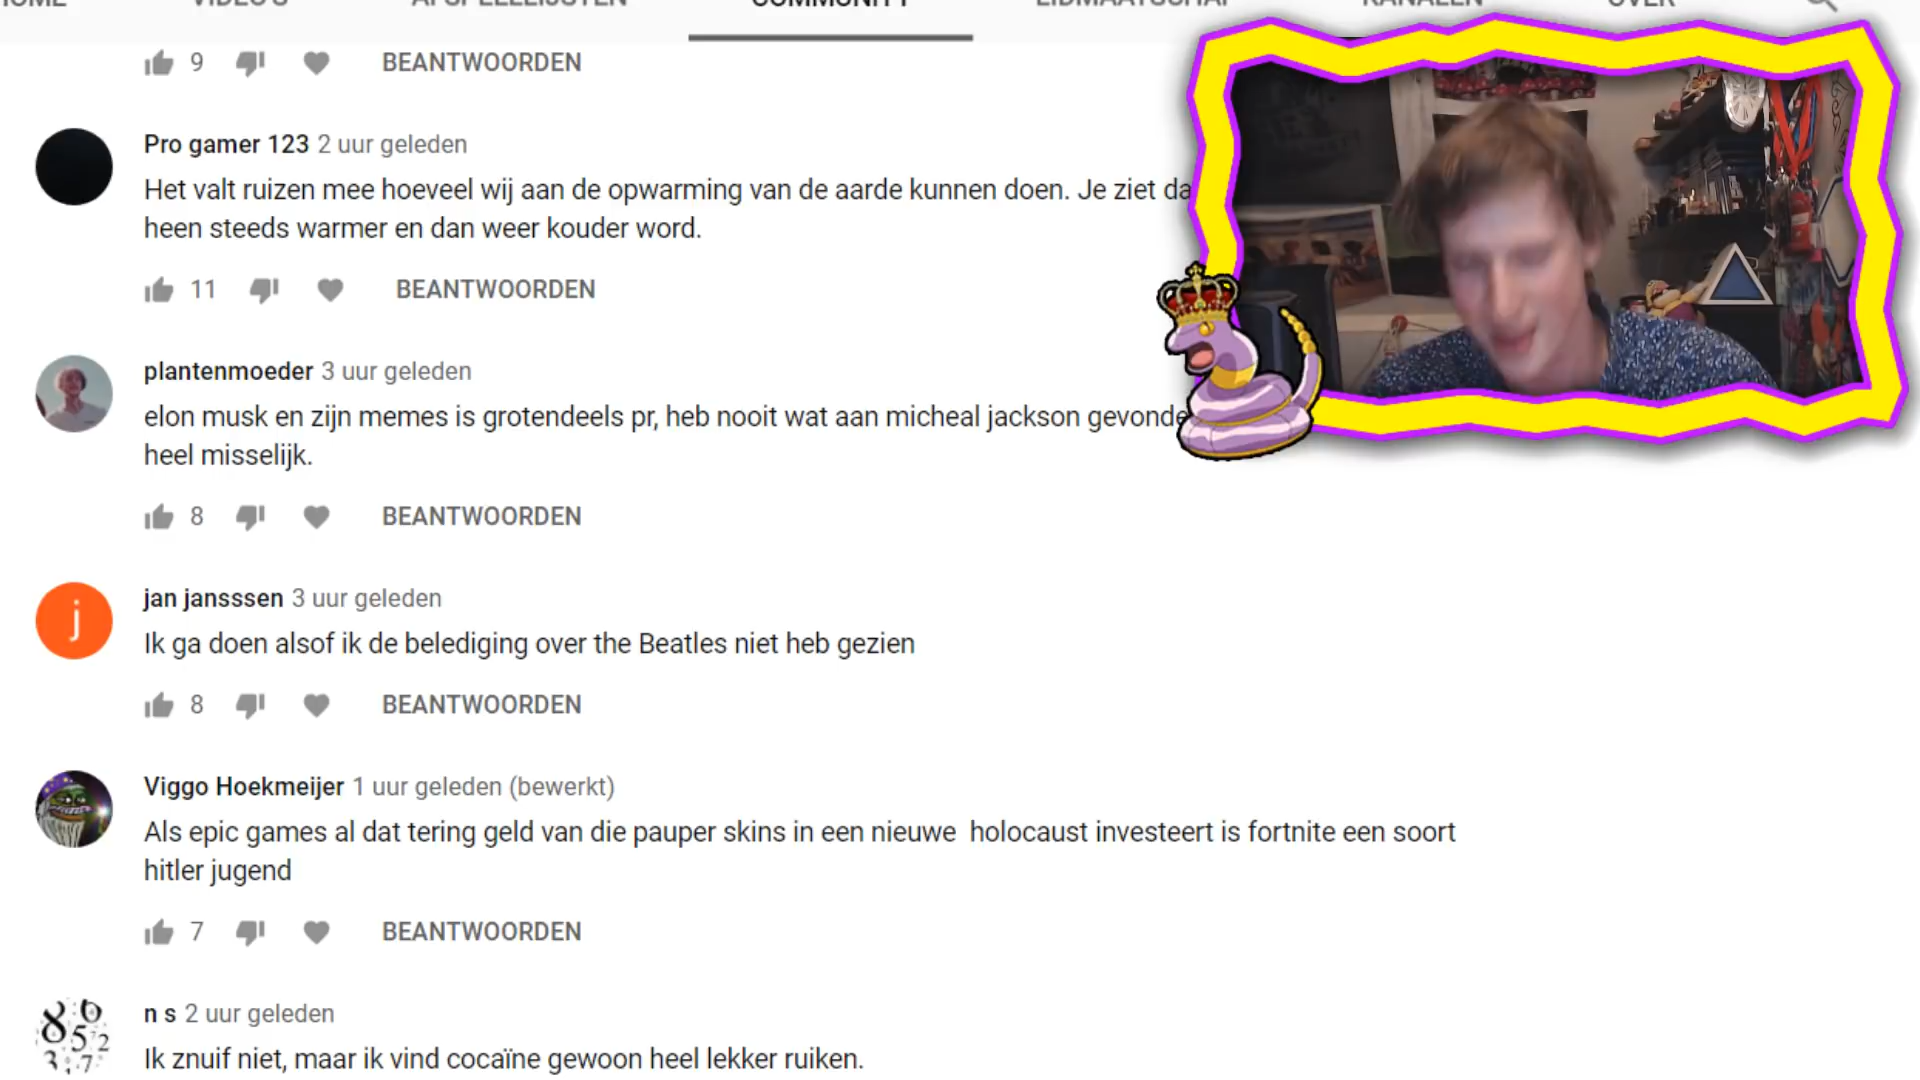 VIDEO'S AFSPEELLIJSTEN COMMUNITY LIDMAATSCHAP KANALEN OVER
9 BEANTWOORDEN
Pro gamer 123 2 uur geleden
Het valt ruizen mee hoeveel wij aan de opwarming van de aarde kunnen doen. Je ziet da
heen steeds warmer en dan weer kouder word.
11 BEANTWOORDEN
plantenmoeder 3 uur geleden
elon musk en zijn memes is grotendeels pr, heb nooit wat aan micheal jackson gevonde
heel misselijk.
8 BEANTWOORDEN
j
jan jansssen 3 uur geleden
Ik ga doen alsof ik de belediging over the Beatles niet heb gezien
8 BEANTWOORDEN
Viggo Hoekmeijer 1 uur geleden (bewerkt)
Als epic games al dat tering geld van die pauper skins in een nieuwe holocaust investeert is fortnite een soort
hitler jugend
7 BEANTWOORDEN
n s 2 uur geleden
Ik znuif niet, maar ik vind cocaïne gewoon heel lekker ruiken.